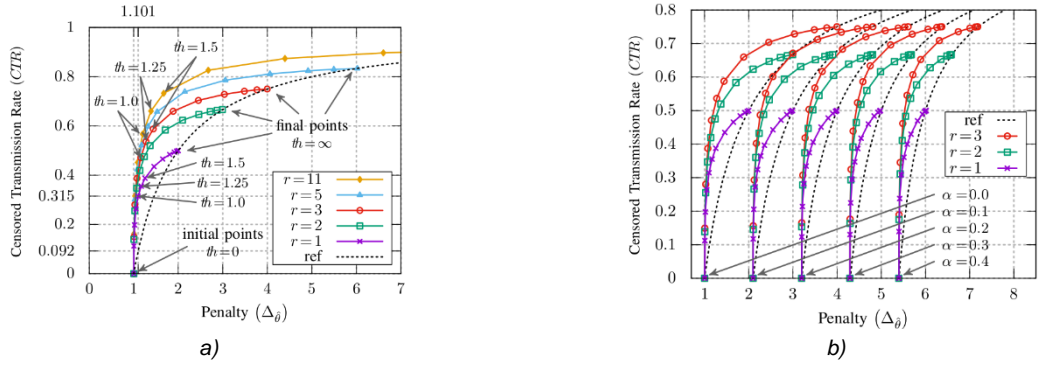 1.101
1
0.8
0.6
0.4
0.315
0.2
0.092
0
Censored Transmission Rate (CTR)
th=1.5
th=1.25
th=1.0
final points
th=∞
th=1.5
th=1.25
th=1.0
initial points
th=0
r=11
r=5
r=3
r=2
r=1
ref
0 1 2 3 4 5 6 7
Penalty (Δθ̂)
a)
0.8
0.7
0.6
0.5
0.4
0.3
0.2
0.1
0
Censored Transmission Rate (CTR)
ref
r=3
r=2
r=1
α=0.0
α=0.1
α=0.2
α=0.3
α=0.4
1 2 3 4 5 6 7 8
Penalty (Δθ̂)
b)